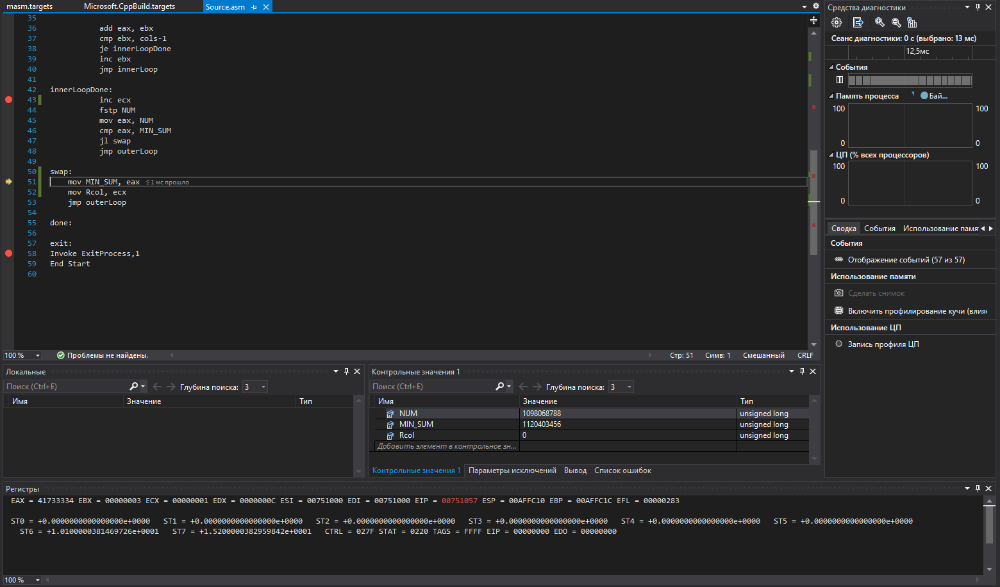 masm.targets
Microsoft.CppBuild.targets
Source.asm
35
36 add eax, ebx
37 cmp ebx, cols-1
38 je innerLoopDone
39 inc ebx
40 jmp innerLoop
41
42 innerLoopDone:
43 inc ecx
44 fstp NUM
45 mov eax, NUM
46 cmp eax, MIN_SUM
47 jl swap
48 jmp outerLoop
49
50 swap:
51 mov MIN_SUM, eax ≤1 мс прошло
52 mov Rcol, ecx
53 jmp outerLoop
54
55 done:
56
57 exit:
58 Invoke ExitProcess,1
59 End Start
60
100 % Проблемы не найдены. Стр: 51 Симв: 1 Смешанный CRLF
Средства диагностики
Сеанс диагностики: 0 с (выбрано: 13 мс)
12,5мс
События
Память процесса Бай...
100 100
0 0
ЦП (% всех процессоров)
100 100
0 0
Сводка События Использование памя
События
Отображение событий (57 из 57)
Использование памяти
Сделать снимок
Включить профилирование кучи (влияе
Использование ЦП
Запись профиля ЦП
Локальные
Поиск (Ctrl+E) Глубина поиска: 3
Имя Значение Тип
Контрольные значения 1
Поиск (Ctrl+E) Глубина поиска: 3
Имя Значение Тип
NUM 1098068788 unsigned long
MIN_SUM 1120403456 unsigned long
Rcol 0 unsigned long
Добавить элемент в контрольное зн...
Контрольные значения 1 Параметры исключений Вывод Список ошибок
Регистры
EAX = 41733334 EBX = 00000003 ECX = 00000001 EDX = 0000000C ESI = 00751000 EDI = 00751000 EIP = 00751057 ESP = 00AFFC10 EBP = 00AFFC1C EFL = 00000283
ST0 = +0.0000000000000000e+0000 ST1 = +0.0000000000000000e+0000 ST2 = +0.0000000000000000e+0000 ST3 = +0.0000000000000000e+0000 ST4 = +0.0000000000000000e+0000 ST5 = +0.0000000000000000e+0000
ST6 = +1.0100000381469726e+0001 ST7 = +1.5200000382959842e+0001 CTRL = 027F STAT = 0220 TAGS = FFFF EIP = 00000000 EDO = 00000000
100 %